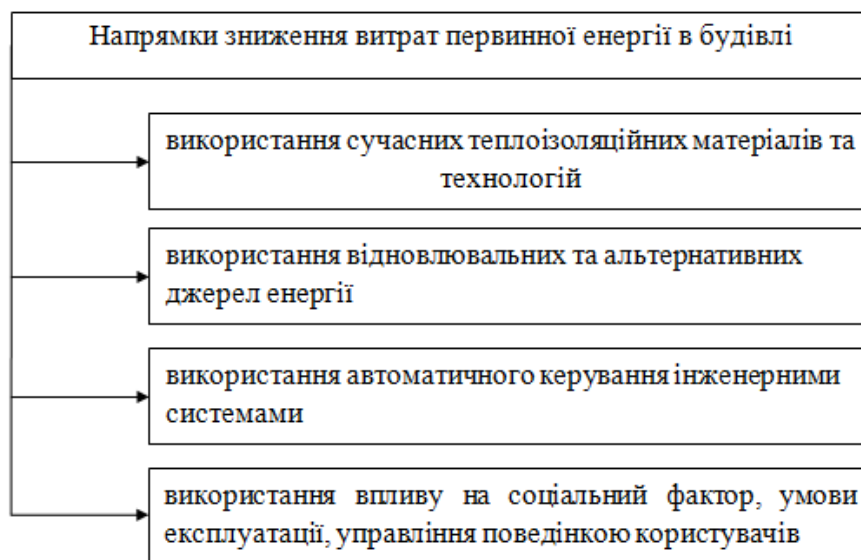 Напрямки зниження витрат первинної енергії в будівлі
використання сучасних теплоізоляційних матеріалів та
технологій
використання відновлювальних та альтернативних
джерел енергії
використання автоматичного керування інженерними
системами
використання впливу на соціальний фактор, умови
експлуатації, управління поведінкою користувачів